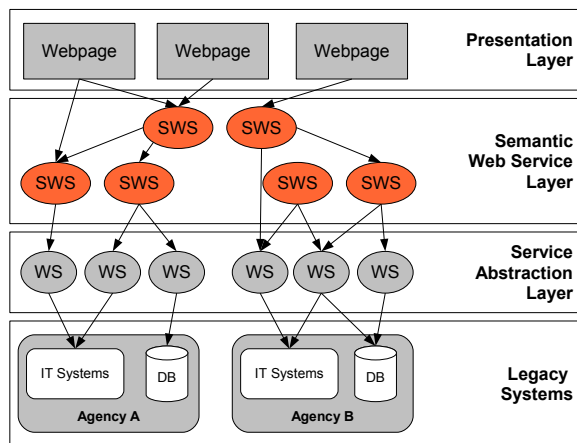 Webpage
Webpage
Webpage
Presentation
Layer
SWS
SWS
SWS
SWS
SWS
SWS
Semantic
Web Service
Layer
WS
WS
WS
WS
WS
WS
Service
Abstraction
Layer
IT Systems
DB
Agency A
IT Systems
DB
Agency B
Legacy
Systems